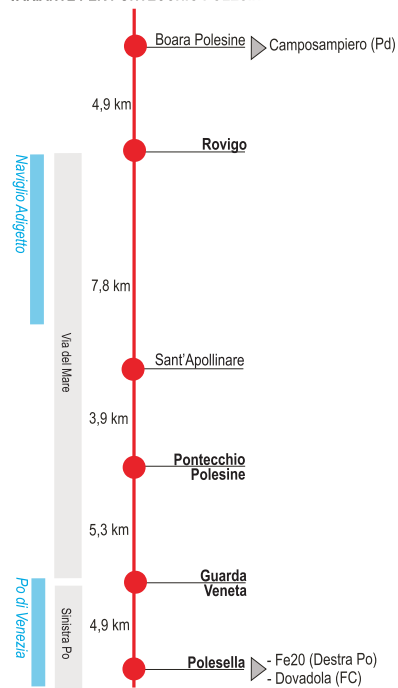 Boara Polesine
Camposampiero (Pd)
4,9 km
Rovigo
Naviglio Adigetto
7,8 km
Via del Mare
Sant'Apollinare
3,9 km
Pontecchio
Polesine
5,3 km
Guarda
Veneta
Po di Venezia
Sinistra Po
4,9 km
Polesella
- Fe20 (Destra Po)
- Dovadola (FC)